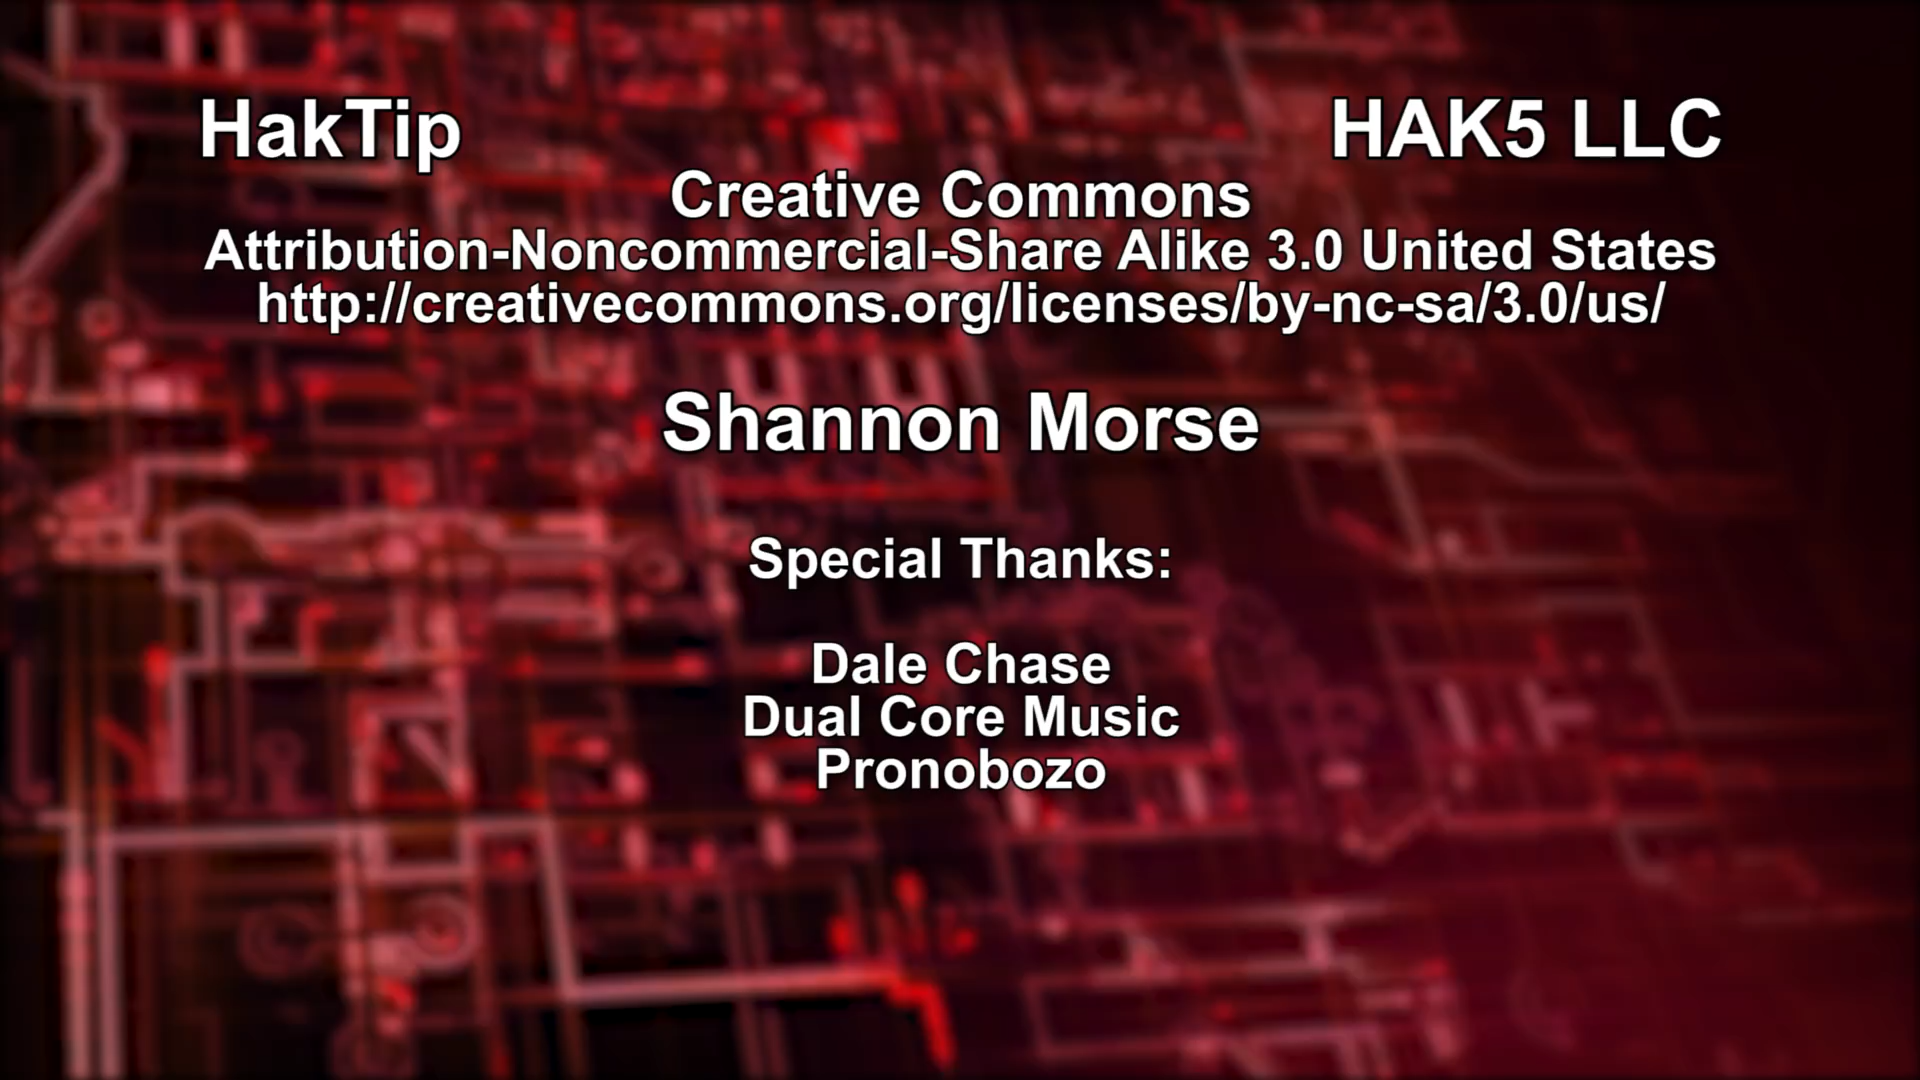 HakTip HAK5 LLC
Creative Commons
Attribution-Noncommercial-Share Alike 3.0 United States
http://creativecommons.org/licenses/by-nc-sa/3.0/us/
Shannon Morse
Special Thanks:
Dale Chase
Dual Core Music
Pronobozo